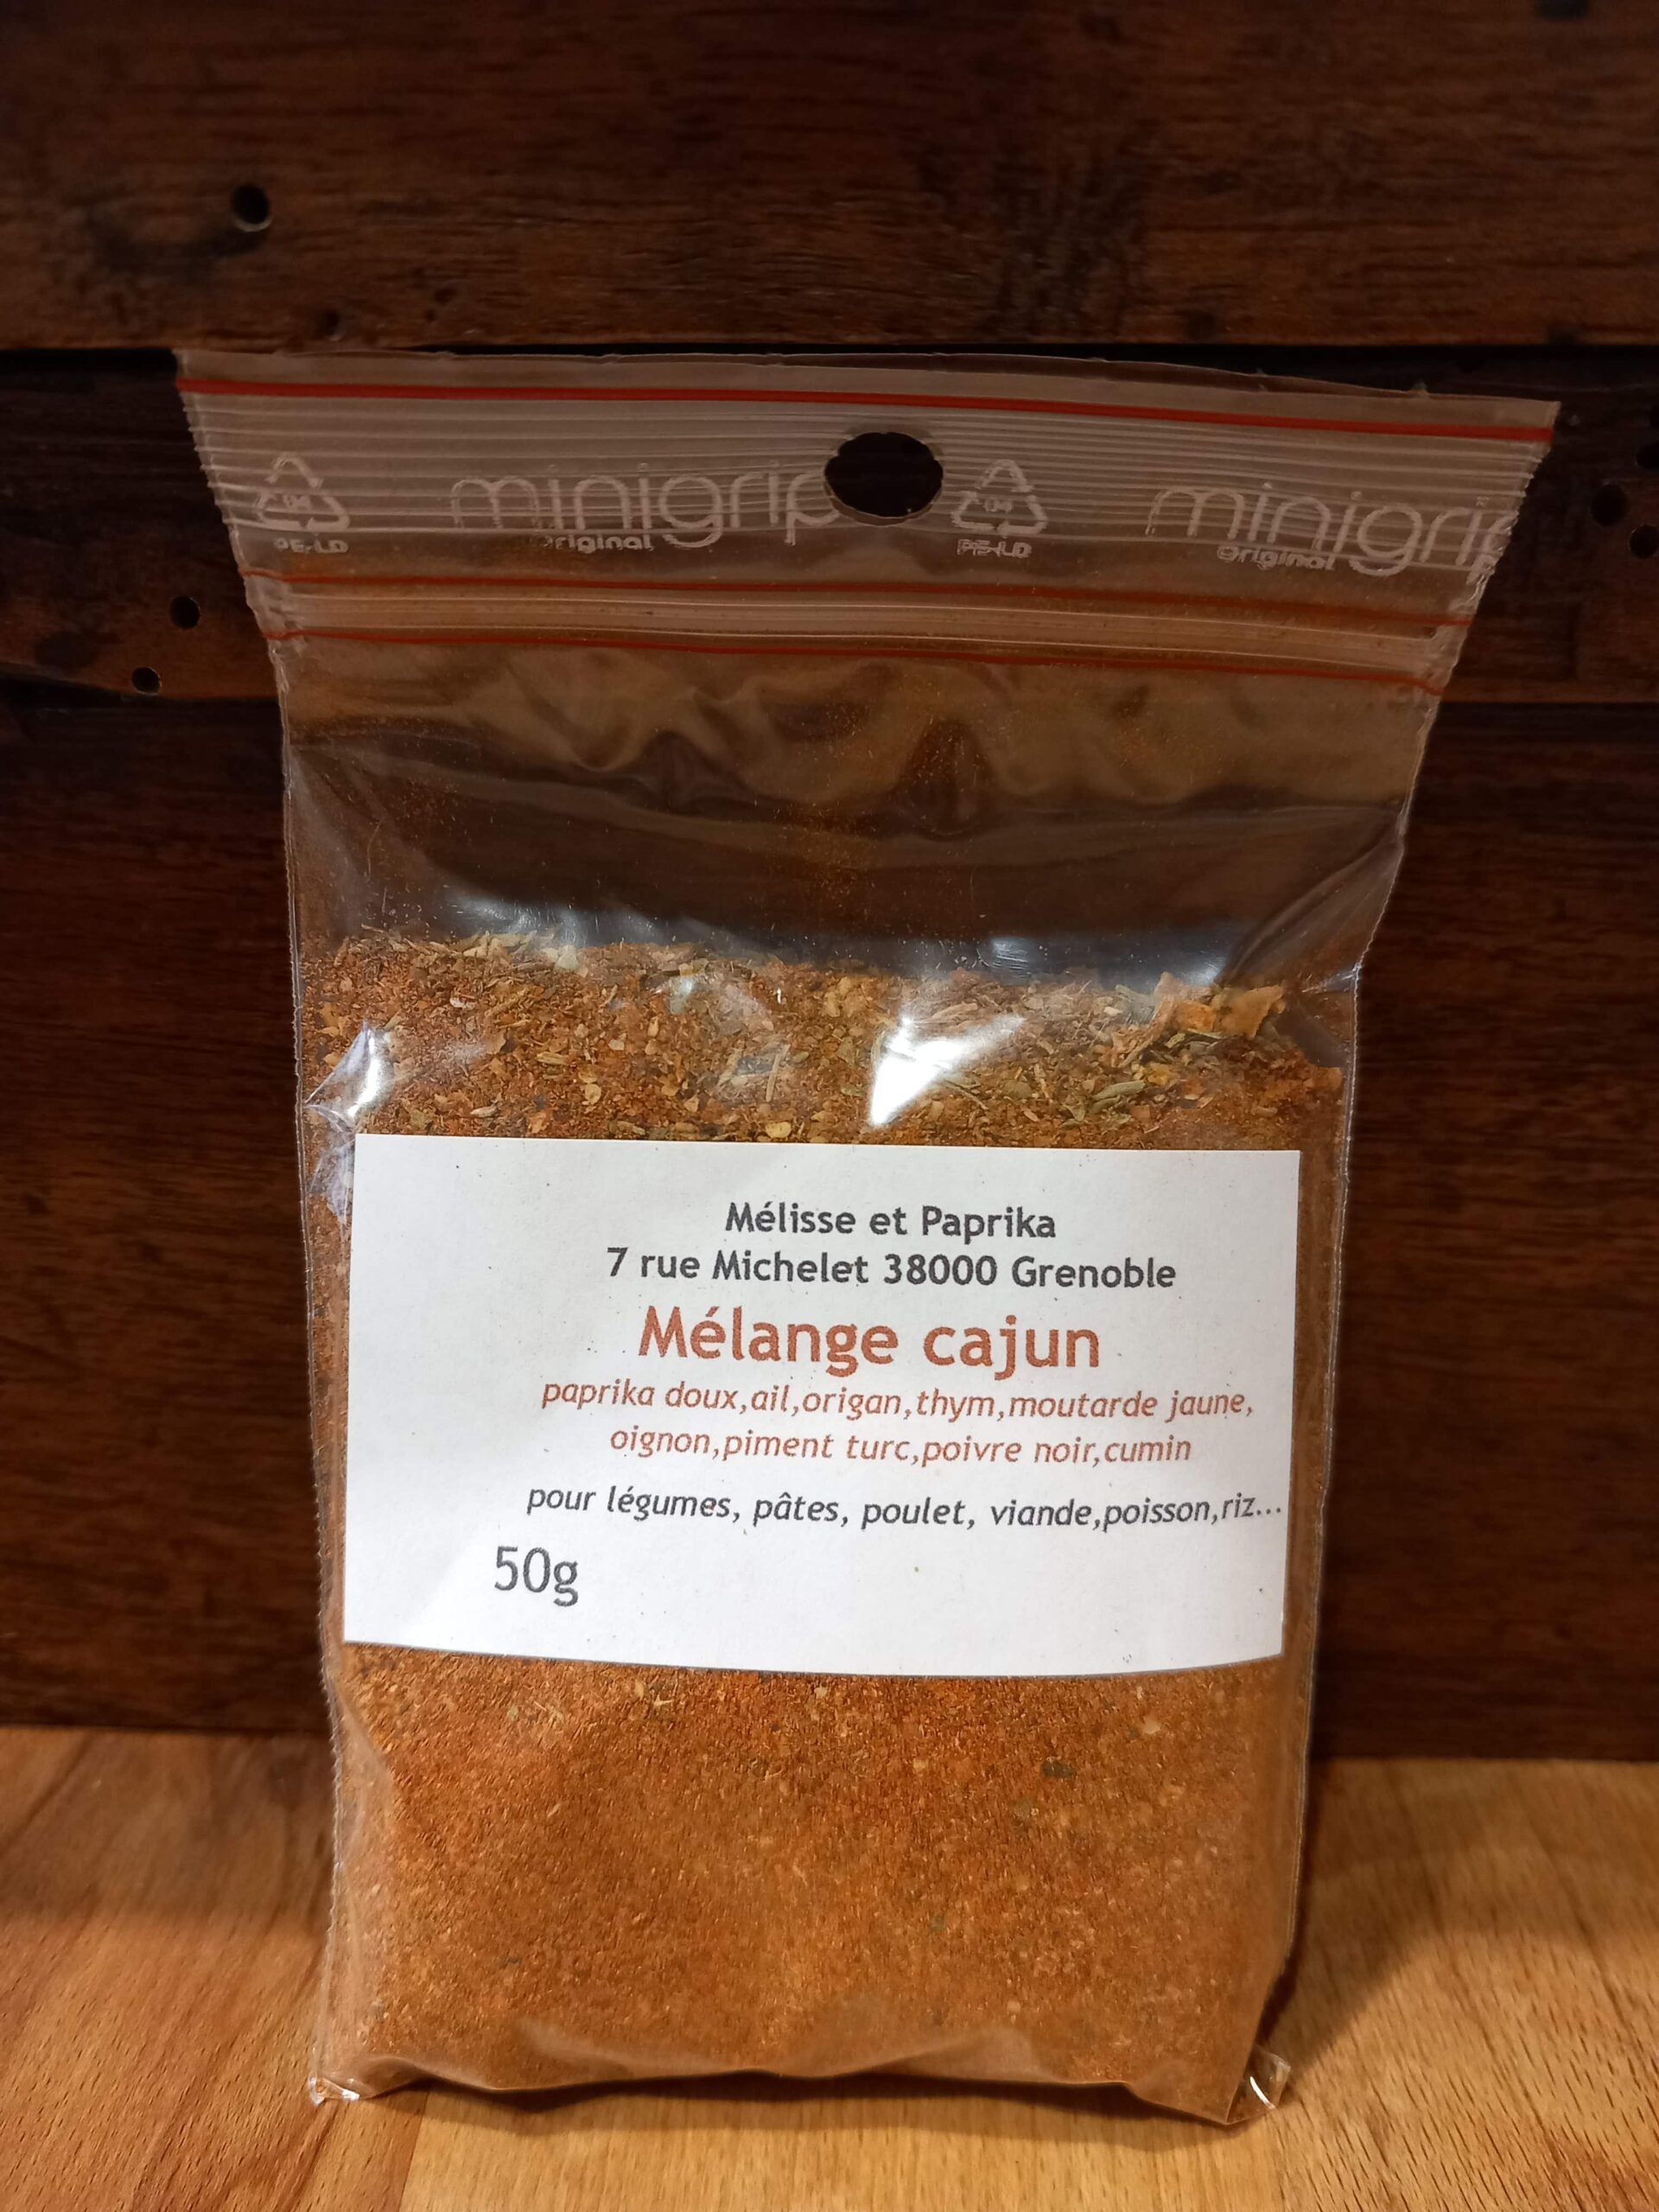 04 minigrip 04 minigrip
PE-LD original PE-LD original
Mélisse et Paprika
7 rue Michelet 38000 Grenoble
Mélange cajun
paprika doux,ail,origan,thym,moutarde jaune,
oignon,piment turc,poivre noir,cumin
pour légumes, pâtes, poulet, viande,poisson,riz...
50g